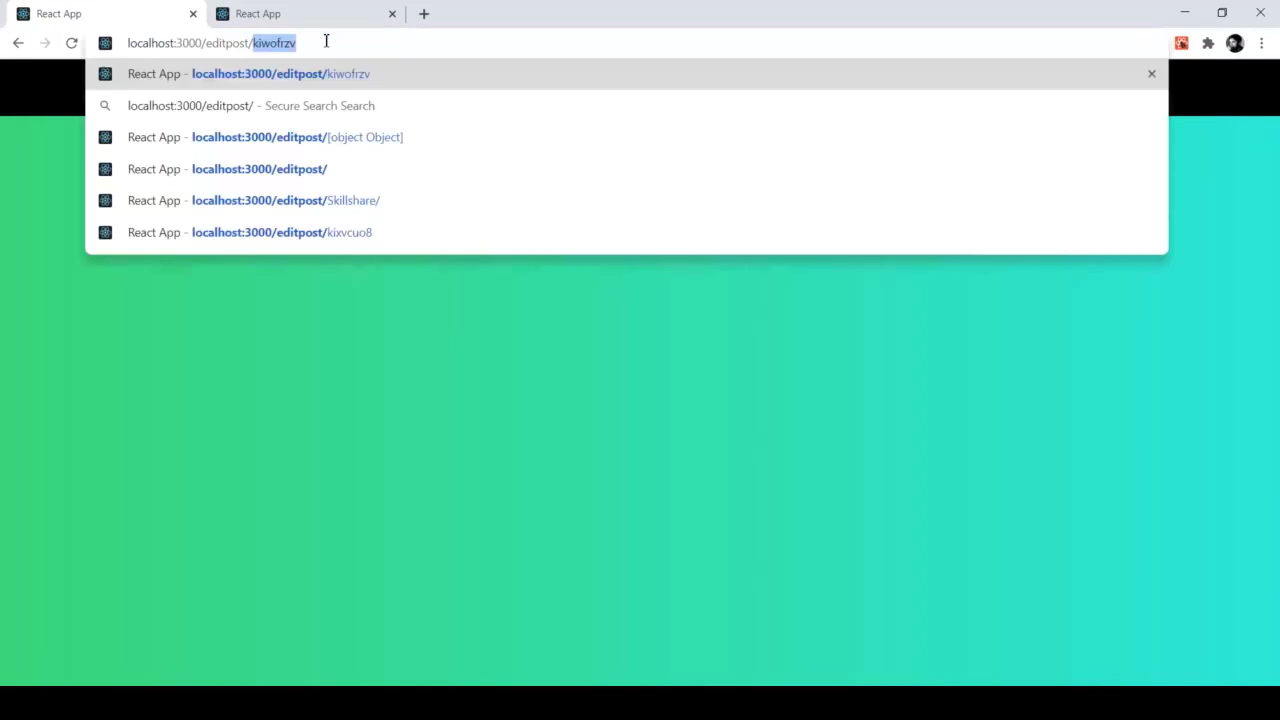 React App
React App
localhost:3000/editpost/kiwofrzv
React App - localhost:3000/editpost/kiwofrzv
localhost:3000/editpost/ - Secure Search Search
React App - localhost:3000/editpost/[object Object]
React App - localhost:3000/editpost/
React App - localhost:3000/editpost/Skillshare/
React App - localhost:3000/editpost/kixvcuo8